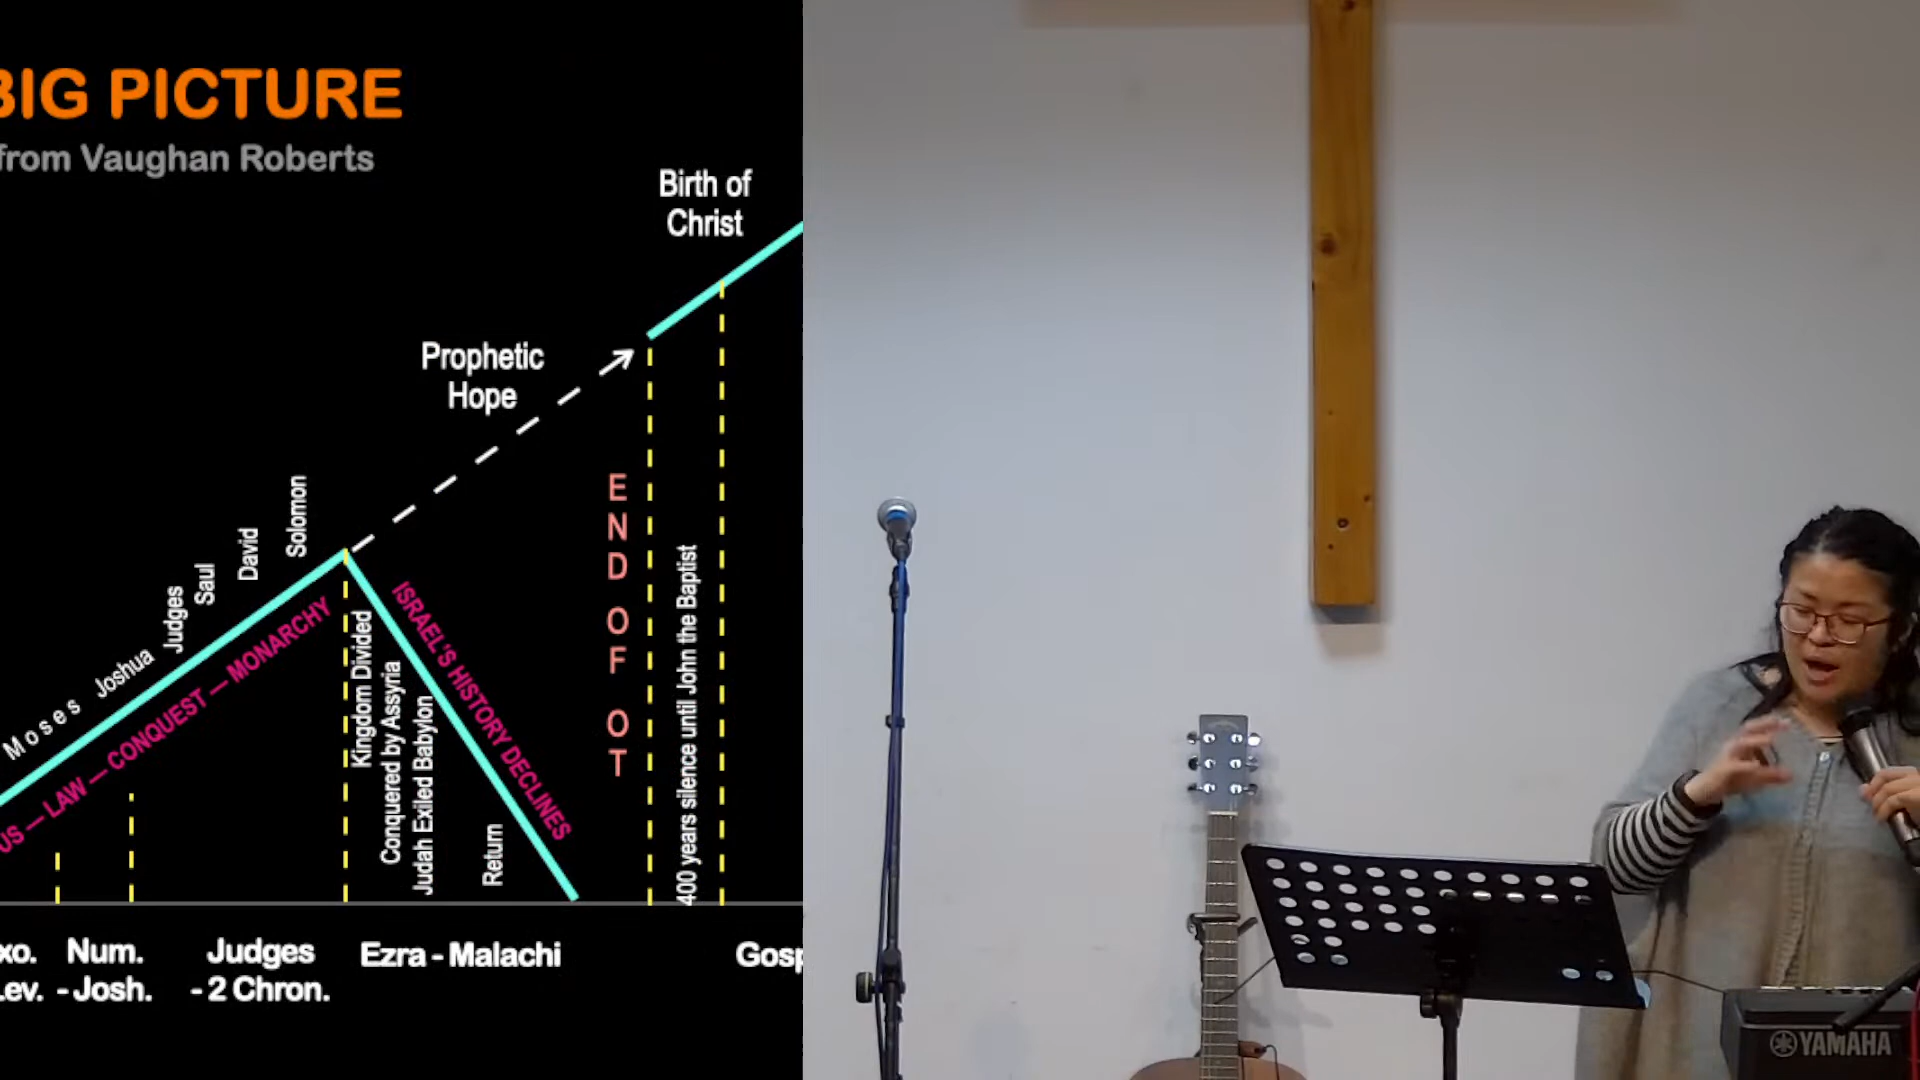 BIG PICTURE
from Vaughan Roberts
Birth of
Christ
Prophetic
Hope
Moses
Joshua
Judges
Saul
David
Solomon
US — LAW — CONQUEST — MONARCHY
ISRAEL'S HISTORY DECLINES
Kingdom Divided
Conquered by Assyria
Judah Exiled Babylon
Return
END OF OT
400 years silence until John the Baptist
xo.
Lev.
Num.
- Josh.
Judges
- 2 Chron.
Ezra - Malachi
Gosp
YAMAHA